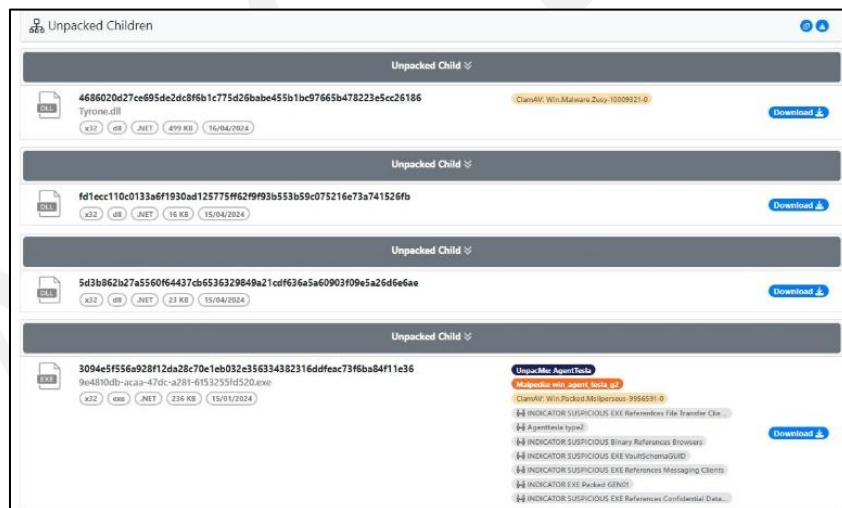 Unpacked Children
Unpacked Child
4686020d27ce695de2dc8f6b1c775d26babe455b1bc97665b478223e5cc26186
ClamAV: Win.Malware.Zusy-10009321-0
DLL
Tyrone.dll
Download
x32 dll .NET 499 KB 16/04/2024
Unpacked Child
fd1ecc110c0133a6f1930ad125775ff62f9f93b553b59c075216e73a741526fb
DLL
x32 dll .NET 16 KB 15/04/2024
Download
Unpacked Child
5d3b862b27a5560f64437cb6536329849a21cdf636a5a60903f09e5a26d6e6ae
DLL
x32 dll .NET 23 KB 15/04/2024
Download
Unpacked Child
3094e5f556a928f12da28c70e1eb032e356334382316ddfeac73f6ba84f11e36
EXE
9e4810db-acaa-47dc-a281-6153255fd520.exe
x32 exe .NET 236 KB 15/01/2024
UnpacMe: AgentTesla
Malpedia: win_agent_tesla_g2
ClamAV: Win.Packed.Msilperseus-9956591-0
INDICATOR SUSPICIOUS EXE References File Transfer Clie...
Agenttesla type2
INDICATOR SUSPICIOUS Binary References Browsers
INDICATOR SUSPICIOUS EXE VaultSchemaGUID
INDICATOR SUSPICIOUS EXE References Messaging Clients
INDICATOR EXE Packed GEN01
INDICATOR SUSPICIOUS EXE References Confidential Data...
Download